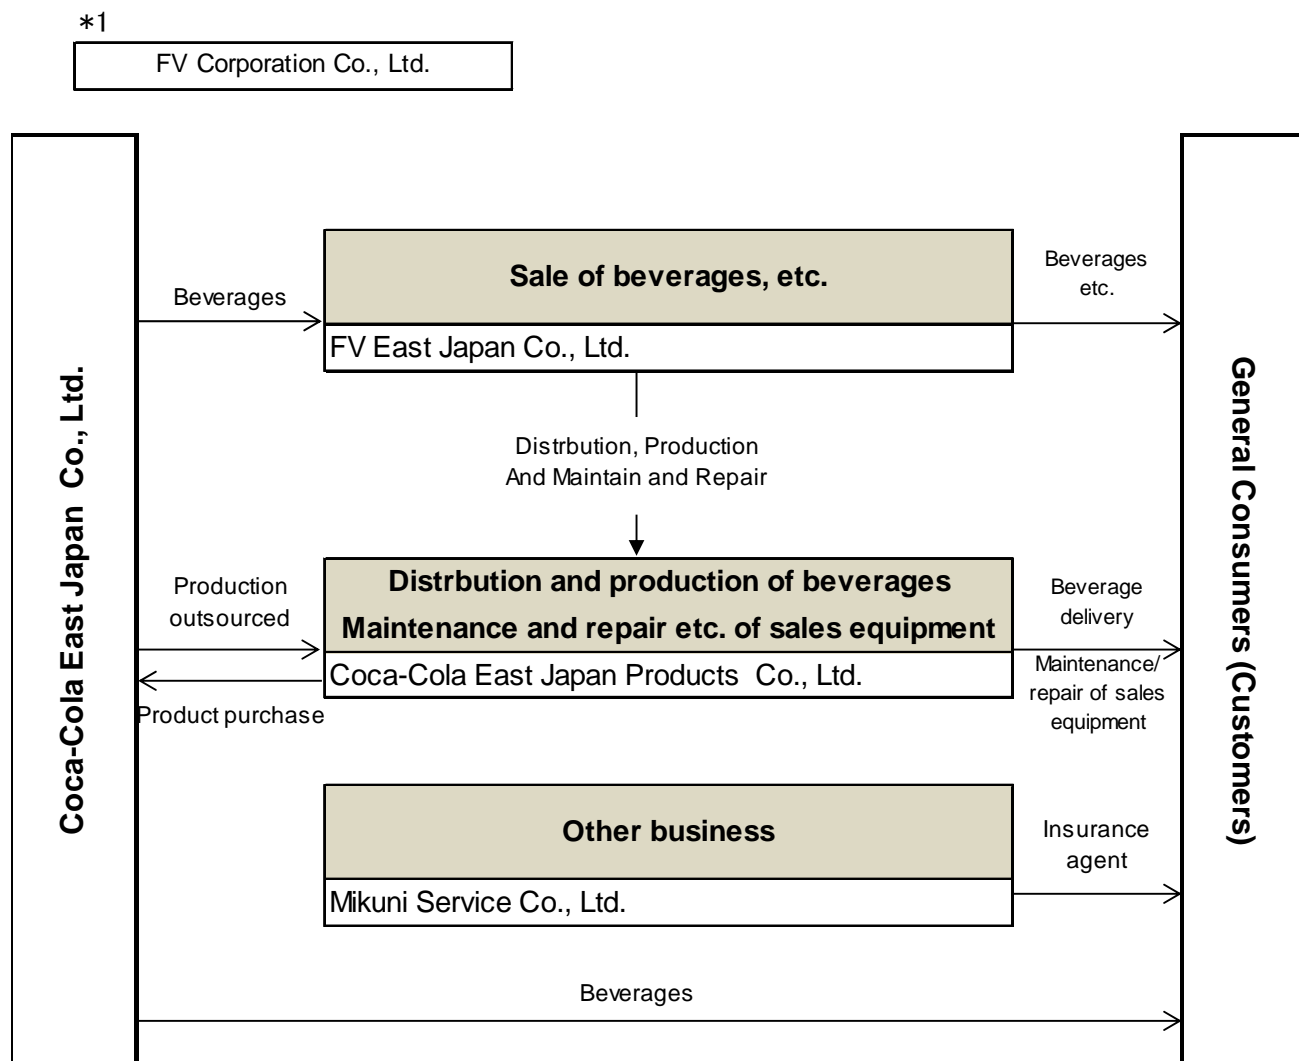 *1
FV Corporation Co., Ltd.
Coca-Cola East Japan Co., Ltd.
Beverages
Sale of beverages, etc.
FV East Japan Co., Ltd.
Beverages
etc.
Distrbution, Production
And Maintain and Repair
Production
outsourced
Product purchase
Distrbution and production of beverages
Maintenance and repair etc. of sales equipment
Coca-Cola East Japan Products Co., Ltd.
Beverage
delivery
Maintenance/
repair of sales
equipment
Other business
Mikuni Service Co., Ltd.
Insurance
agent
Beverages
General Consumers (Customers)